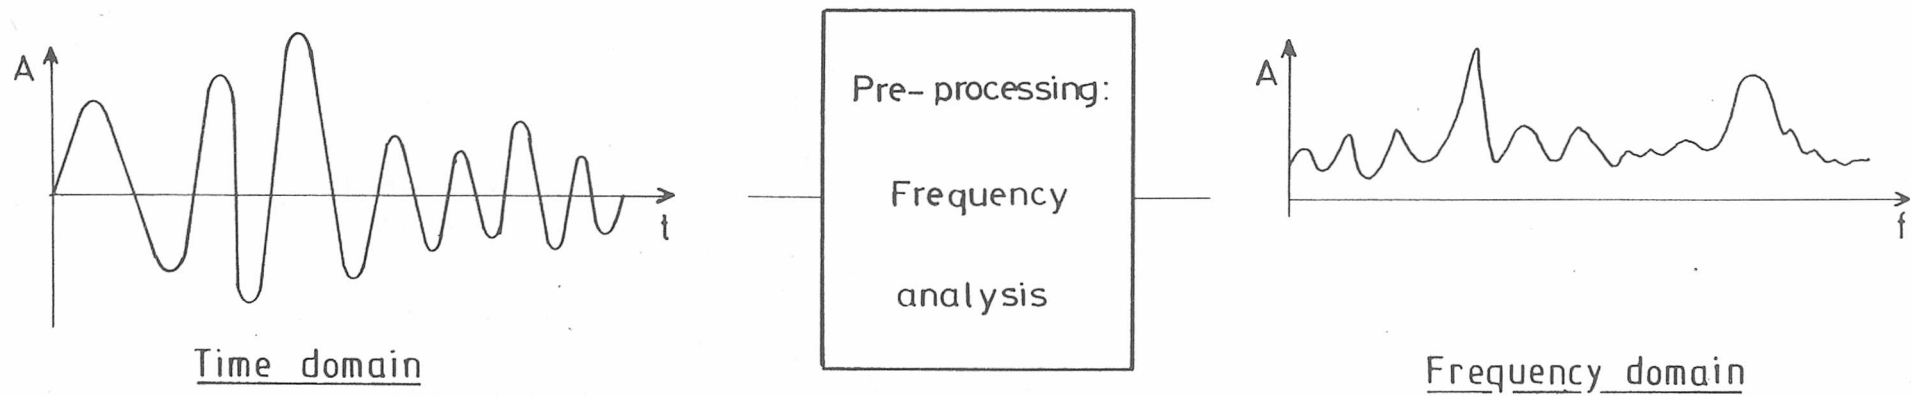 A
t
Time domain
Pre-processing:
Frequency
analysis
A
f
Frequency domain